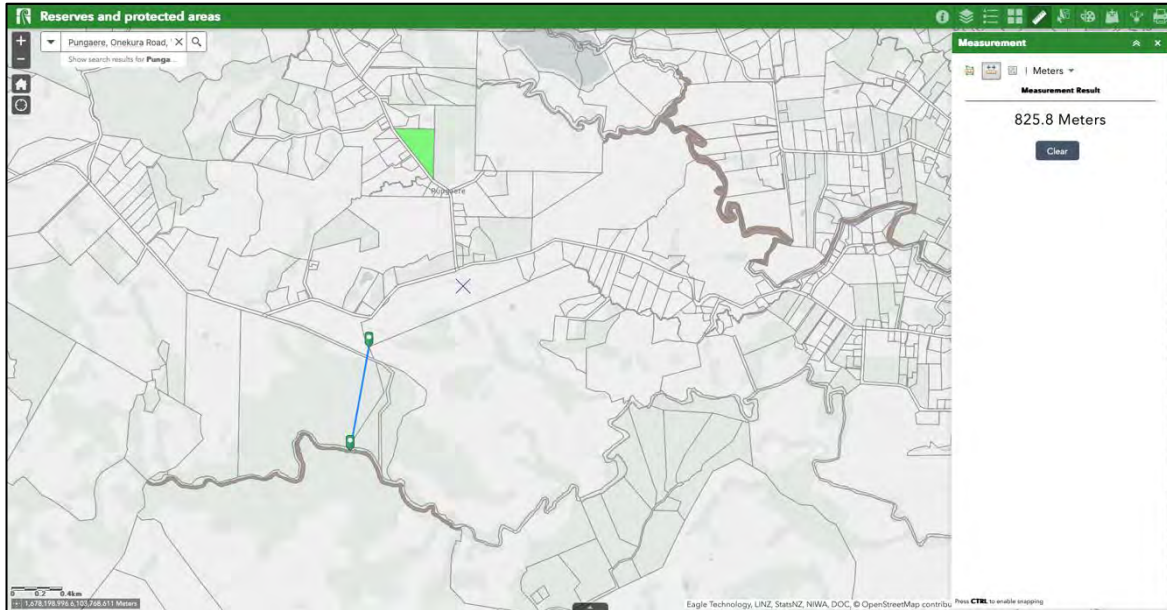 Reserves and protected areas
Pungaere, Onekura Road,
Show search results for Punga...
Measurement
Meters
Measurement Result
825.8 Meters
Clear
Pungaere
0 0.2 0.4km
1,678,198.996 6,103,768.611 Meters
Eagle Technology, LINZ, StatsNZ, NIWA, DOC, © OpenStreetMap contribu
Press CTRL to enable snapping